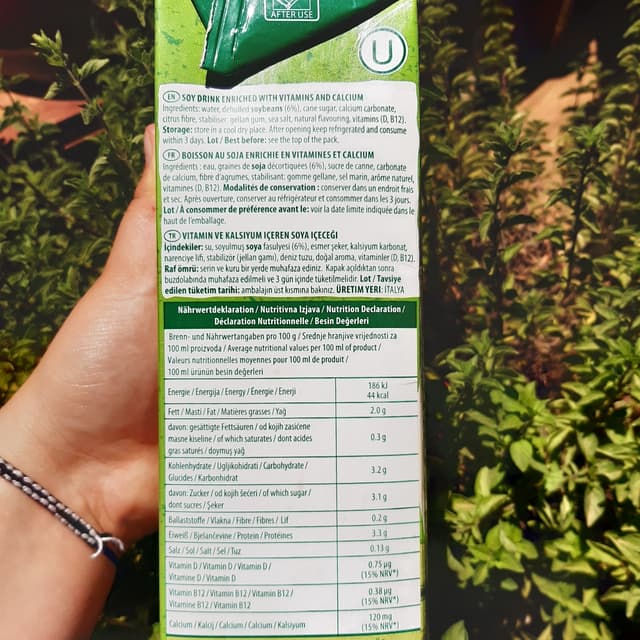 AFTER USE
U
EN SOY DRINK ENRICHED WITH VITAMINS AND CALCIUM
Ingredients: water, dehulled soybeans (6%), cane sugar, calcium carbonate,
citrus fibre, stabiliser: gellan gum, sea salt, natural flavouring, vitamins (D, B12).
Storage: store in a cool dry place. After opening keep refrigerated and consume
within 3 days. Lot / Best before: see the top of the pack.
FR BOISSON AU SOJA ENRICHIE EN VITAMINES ET CALCIUM
Ingrédients : eau, graines de soja décortiquées (6%), sucre de canne, carbonate
de calcium, fibre d'agrumes, stabilisant: gomme gellane, sel marin, arôme naturel,
vitamines (D, B12). Modalités de conservation : conserver dans un endroit frais
et sec. Après ouverture, conserver au réfrigérateur et consommer dans les 3 jours.
Lot / À consommer de préférence avant le: voir la date limite indiquée dans le
haut de l'emballage.
TR VITAMIN VE KALSIYUM İÇEREN SOYA İÇECEĞİ
İçindekiler: su, soyulmuş soya fasulyesi (6%), esmer şeker, kalsiyum karbonat,
narenciye lifi, stabilizör (jellan gami), deniz tuzu, doğal aroma, vitaminler (D, B12).
Raf ömrü: serin ve kuru bir yerde muhafaza ediniz. Kapak açıldıktan sonra
buzdolabında muhafaza edilmeli ve 3 gün içinde tüketilmelidir. Lot / Tavsiye
edilen tüketim tarihi: ambalajın üst kısmına bakınız. ÜRETIM YERI: İTALYA
Nährwertdeklaration / Nutritivna Izjava / Nutrition Declaration /
Déclaration Nutritionnelle / Besin Değerleri
Brenn- und Nährwertangaben pro 100 g / Srednje hranjive vrijednosti za
100 ml proizvoda / Average nutritional values per 100 ml of product /
Valeurs nutritionnelles moyennes pour 100 ml de produit /
100 ml ürünün besin değerleri
Energie / Energija / Energy / Énergie / Enerji 186 kJ
44 kcal
Fett / Masti / Fat / Matières grasses / Yağ 2.0 g
davon: gesättigte Fettsäuren / od kojih zasićene
masne kiseline / of which saturates / dont acides
gras saturés / doymuş yağ 0.3 g
Kohlenhydrate / Ugljikohidrati / Carbohydrate /
Glucides / Karbonhidrat 3.2 g
davon: Zucker / od kojih šećeri / of which sugar /
dont sucres / Şeker 3.1 g
Ballaststoffe / Vlakna / Fibre / Fibres / Lif 0.2 g
Eiweiß / Bjelančevine / Protein / Protéines 3.3 g
Salz / Sol / Salt / Sel / Tuz 0.13 g
Vitamin D / Vitamin D / Vitamin D /
Vitamine D / Vitamin D 0.75 µg
(15% NRV*)
Vitamin B12 / Vitamin B12 / Vitamin B12 /
Vitamine B12 / Vitamin B12 0.38 µg
(15% NRV*)
Calcium / Kalcij / Calcium / Calcium / Kalsiyum 120 mg
(15% NRV*)